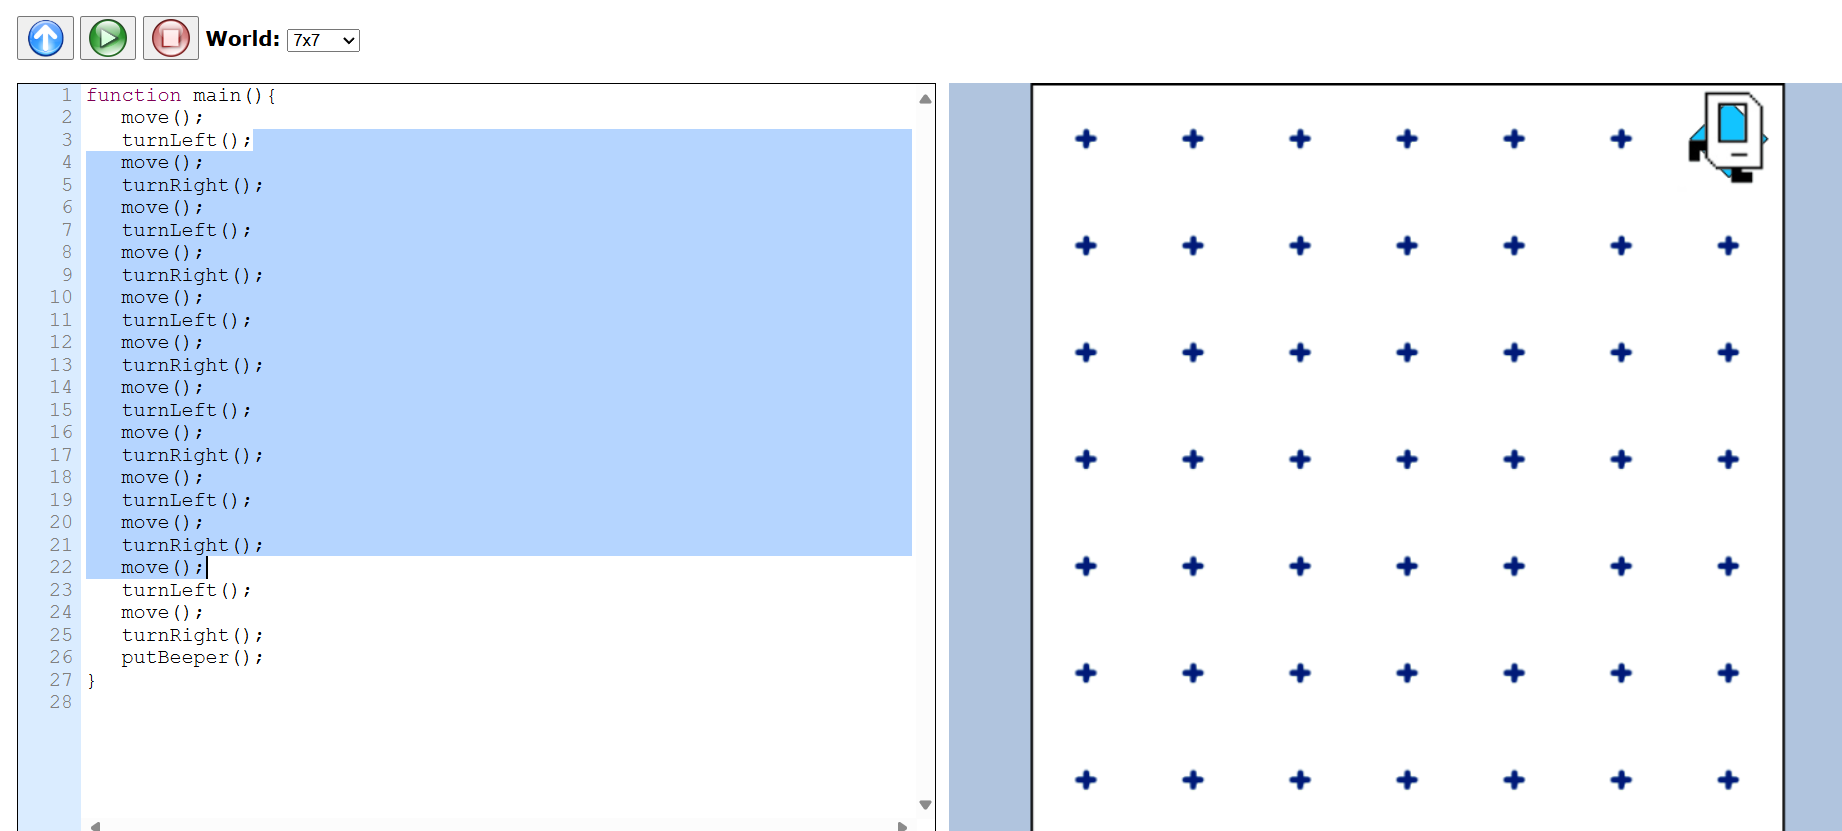 World: 7x7
1 function main(){
2 move();
3 turnLeft();
4 move();
5 turnRight();
6 move();
7 turnLeft();
8 move();
9 turnRight();
10 move();
11 turnLeft();
12 move();
13 turnRight();
14 move();
15 turnLeft();
16 move();
17 turnRight();
18 move();
19 turnLeft();
20 move();
21 turnRight();
22 move();
23 turnLeft();
24 move();
25 turnRight();
26 putBeeper();
27 }
28